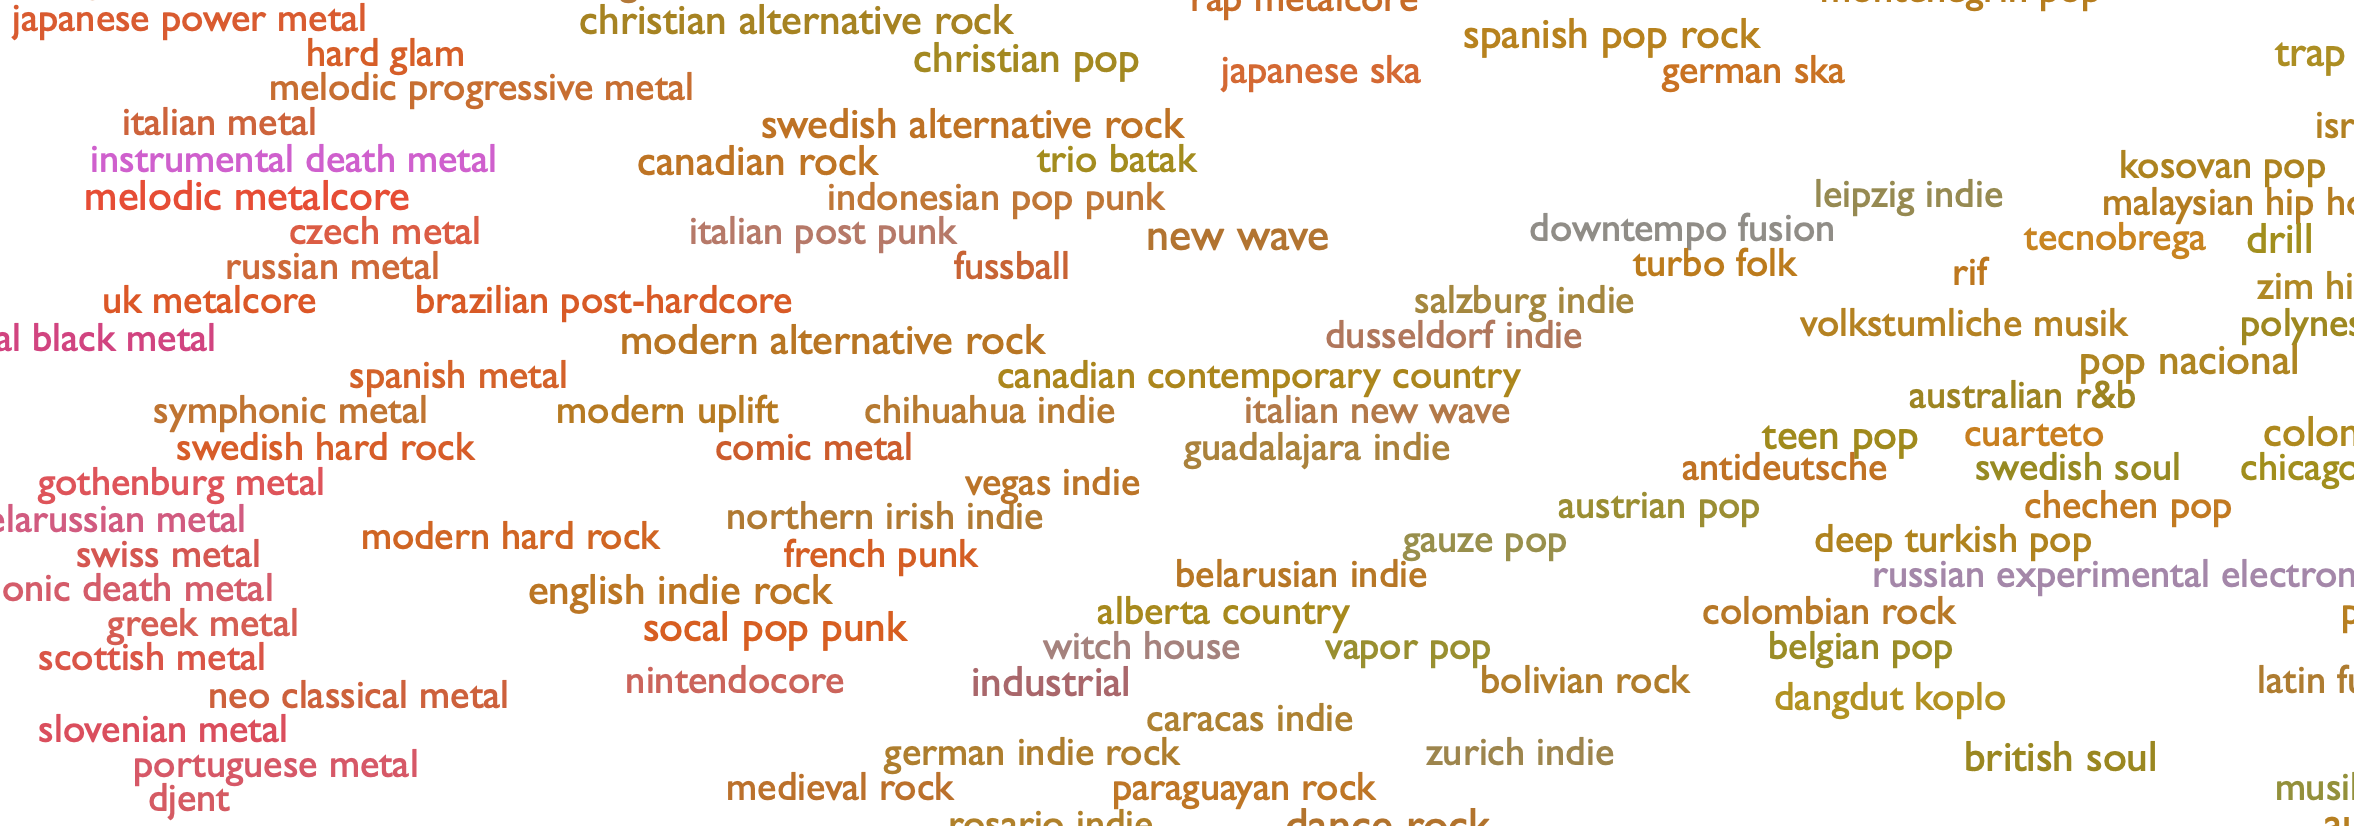 japanese power metal
christian alternative rock
rap metalcore
montenegrin pop
spanish pop rock
hard glam
christian pop
trap
japanese ska
german ska
melodic progressive metal
italian metal
swedish alternative rock
isr
instrumental death metal
canadian rock
trio batak
kosovan pop
melodic metalcore
indonesian pop punk
leipzig indie
malaysian hip ho
czech metal
italian post punk
new wave
downtempo fusion
tecnobrega
drill
russian metal
fussball
turbo folk
rif
zim hi
uk metalcore
brazilian post-hardcore
salzburg indie
al black metal
modern alternative rock
dusseldorf indie
volkstumliche musik
polynes
pop nacional
spanish metal
canadian contemporary country
australian r&b
symphonic metal
modern uplift
chihuahua indie
italian new wave
teen pop
cuarteto
colon
swedish hard rock
comic metal
guadalajara indie
antideutsche
swedish soul
chicago
gothenburg metal
vegas indie
austrian pop
chechen pop
elarussian metal
northern irish indie
modern hard rock
gauze pop
deep turkish pop
swiss metal
french punk
belarusian indie
russian experimental electron
onic death metal
english indie rock
alberta country
colombian rock
p
greek metal
socal pop punk
witch house
vapor pop
belgian pop
scottish metal
nintendocore
industrial
bolivian rock
latin fu
neo classical metal
dangdut koplo
slovenian metal
caracas indie
portuguese metal
german indie rock
zurich indie
british soul
djent
medieval rock
paraguayan rock
musil
rosario indie
dance rock